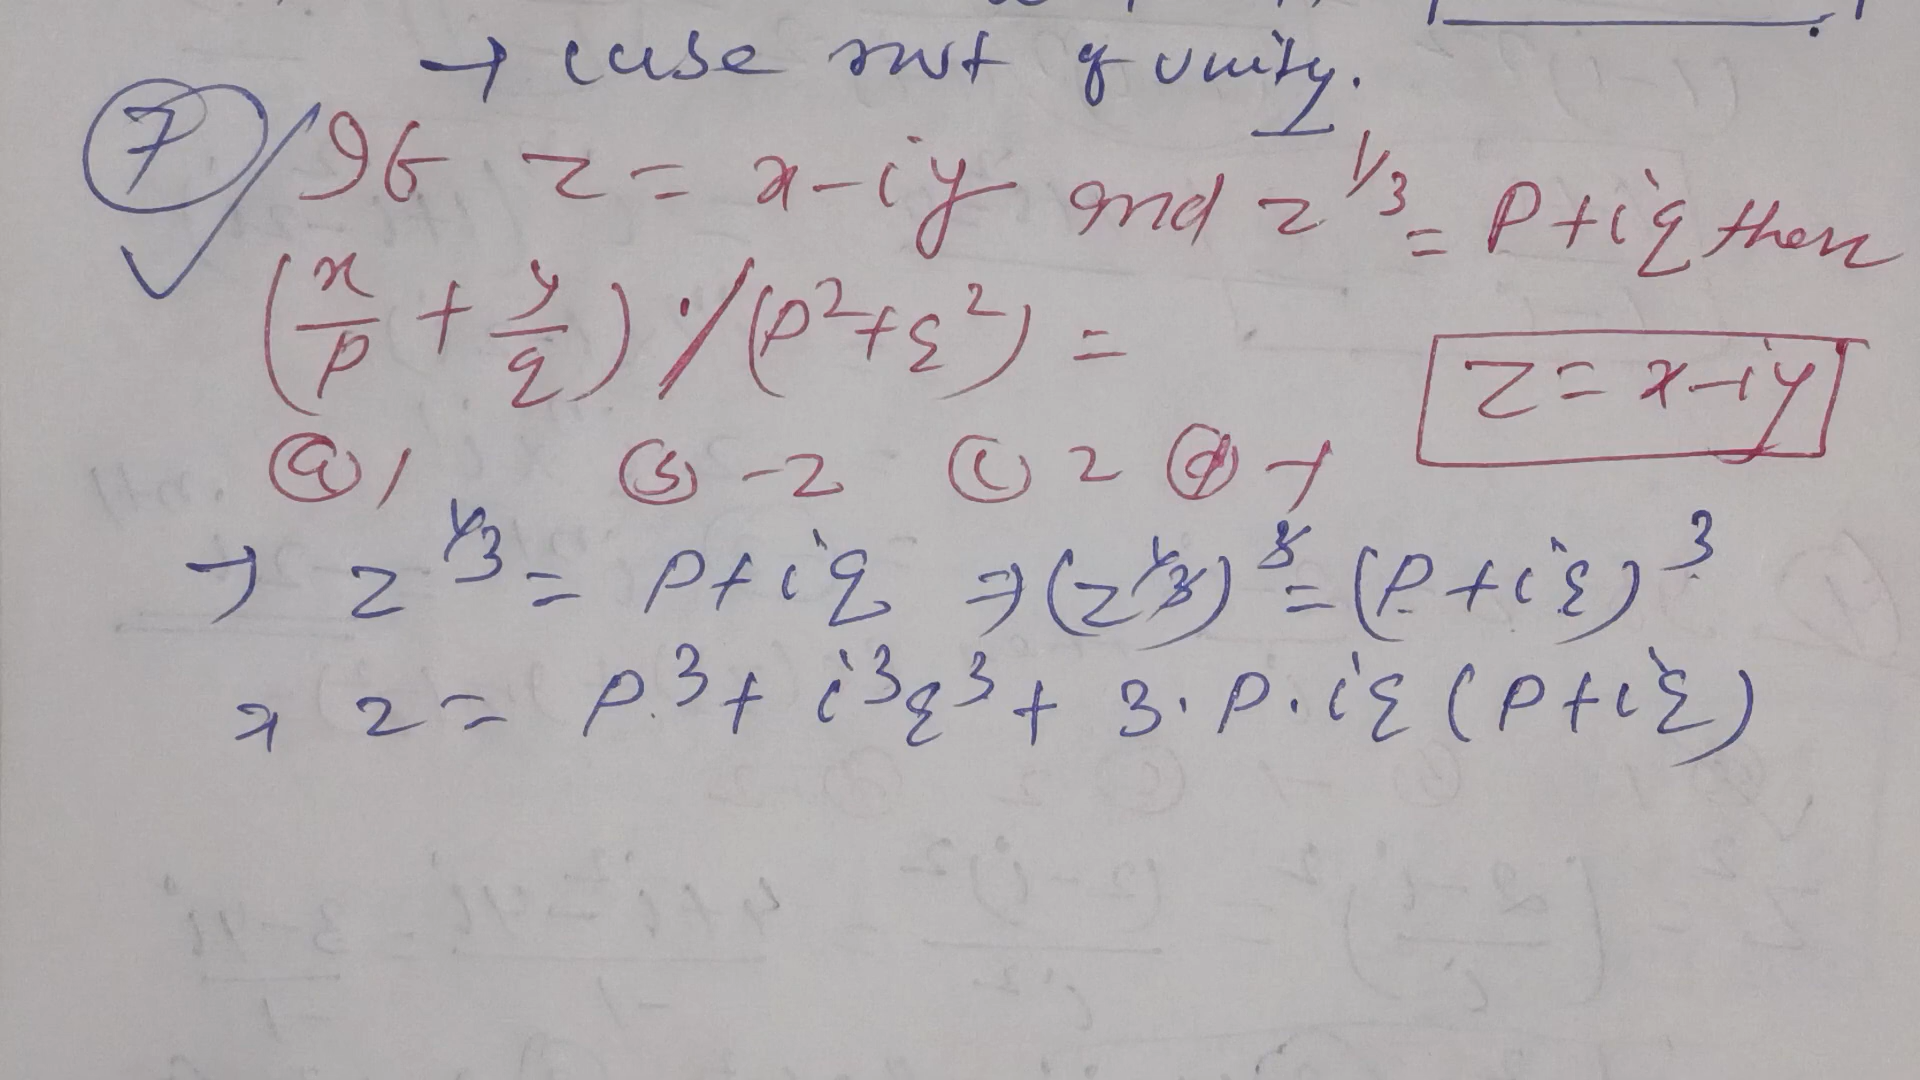 → cube root of unity.
7 If z = x-iy and z^1/3 = p+iq then
(x/p + y/q) / (p²+q²) =
z = x-iy
(a) 1 (b) -2 (c) 2 (d) -1
→ z^1/3 = p+iq ⇒ (z^1/3)^3 = (p+iq)^3
z = p³ + i³q³ + 3·p·iq (p+iq)